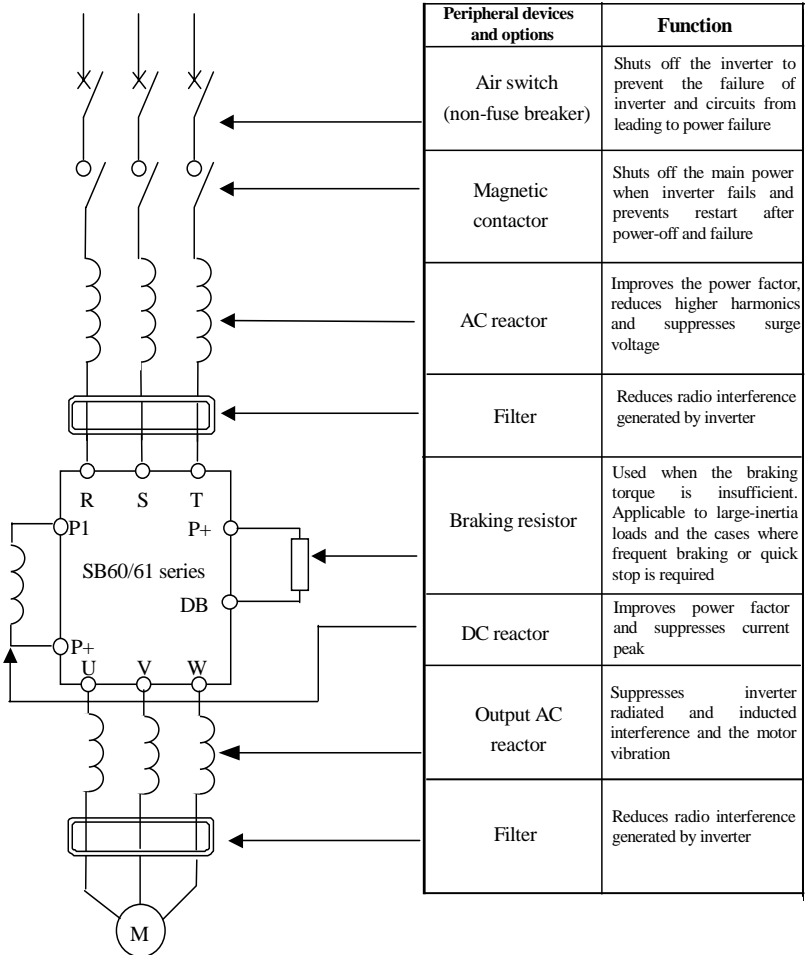 Peripheral devices
and options
Function
Air switch
(non-fuse breaker)
Shuts off the inverter to
prevent the failure of
inverter and circuits from
leading to power failure
Magnetic
contactor
Shuts off the main power
when inverter fails and
prevents restart after
power-off and failure
AC reactor
Improves the power factor,
reduces higher harmonics
and suppresses surge
voltage
Filter
Reduces radio interference
generated by inverter
Braking resistor
Used when the braking
torque is insufficient.
Applicable to large-inertia
loads and the cases where
frequent braking or quick
stop is required
DC reactor
Improves power factor
and suppresses current
peak
Output AC
reactor
Suppresses inverter
radiated and inducted
interference and the motor
vibration
Filter
Reduces radio interference
generated by inverter
R S T
P1 P+
SB60/61 series
DB
P+
U V W
M